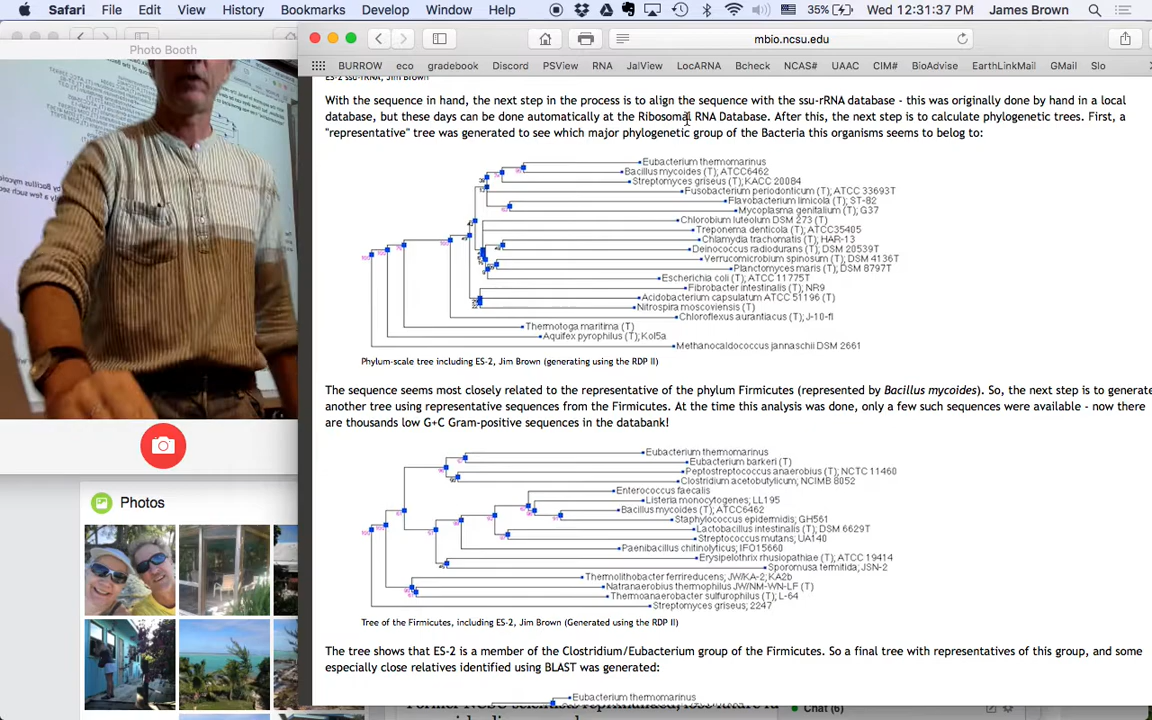 Safari File Edit View History Bookmarks Develop Window Help 35% Wed 12:31:37 PM James Brown
Photo Booth
mbio.ncsu.edu
BURROW eco gradebook Discord PSView RNA JalView LocARNA Bcheck NCAS# UAAC CIM# BioAdvise EarthLinkMail GMail Slo
ES-2 ssu-rRNA, Jim Brown
With the sequence in hand, the next step in the process is to align the sequence with the ssu-rRNA database - this was originally done by hand in a local
database, but these days can be done automatically at the Ribosomal RNA Database. After this, the next step is to calculate phylogenetic trees. First, a
"representative" tree was generated to see which major phylogenetic group of the Bacteria this organisms seems to belog to:
Eubacterium thermomarinus
Bacillus mycoides (T); ATCC6462
Streptomyces griseus (T); KACC 20084
Fusobacterium periodonticum (T); ATCC 33693T
Flavobacterium limicola (T); ST-82
Mycoplasma genitalium (T); G37
Chlorobium luteolum DSM 273 (T)
Treponema denticola (T); ATCC35405
Chlamydia trachomatis (T); HAR-13
Deinococcus radiodurans (T); DSM 20539T
Verrucomicrobium spinosum (T); DSM 4136T
Planctomyces maris (T); DSM 8797T
Escherichia coli (T); ATCC 11775T
Fibrobacter intestinalis (T); NR9
Acidobacterium capsulatum ATCC 51196 (T)
Nitrospira moscoviensis (T)
Chloroflexus aurantiacus (T); J-10-fl
Thermotoga maritima (T)
Aquifex pyrophilus (T); Kol5a
Methanocaldococcus jannaschii DSM 2661
Phylum-scale tree including ES-2, Jim Brown (generating using the RDP II)
The sequence seems most closely related to the representative of the phylum Firmicutes (represented by Bacillus mycoides). So, the next step is to generate
another tree using representative sequences from the Firmicutes. At the time this analysis was done, only a few such sequences were available - now there
are thousands low G+C Gram-positive sequences in the databank!
Eubacterium thermomarinus
Eubacterium barkeri (T)
Peptostreptococcus anaerobius (T); NCTC 11460
Clostridium acetobutylicum; NCIMB 8052
Enterococcus faecalis
Listeria monocytogenes; LL195
Bacillus mycoides (T); ATCC6462
Staphylococcus epidermidis; GH561
Lactobacillus intestinalis (T); DSM 6629T
Streptococcus mutans; UA140
Paenibacillus chitinolyticus; IFO15660
Erysipelothrix rhusiopathiae (T); ATCC 19414
Sporomusa termitida; JSN-2
Thermolithobacter ferrireducens; JW/KA-2; KA2b
Natranaerobius thermophilus JW/NM-WN-LF (T)
Thermoanaerobacter sulfurophilus (T); L-64
Streptomyces griseus; 2247
Tree of the Firmicutes, including ES-2, Jim Brown (Generated using the RDP II)
The tree shows that ES-2 is a member of the Clostridium/Eubacterium group of the Firmicutes. So a final tree with representatives of this group, and some
especially close relatives identified using BLAST was generated:
Eubacterium thermomarinus
Photos
Chat (6)